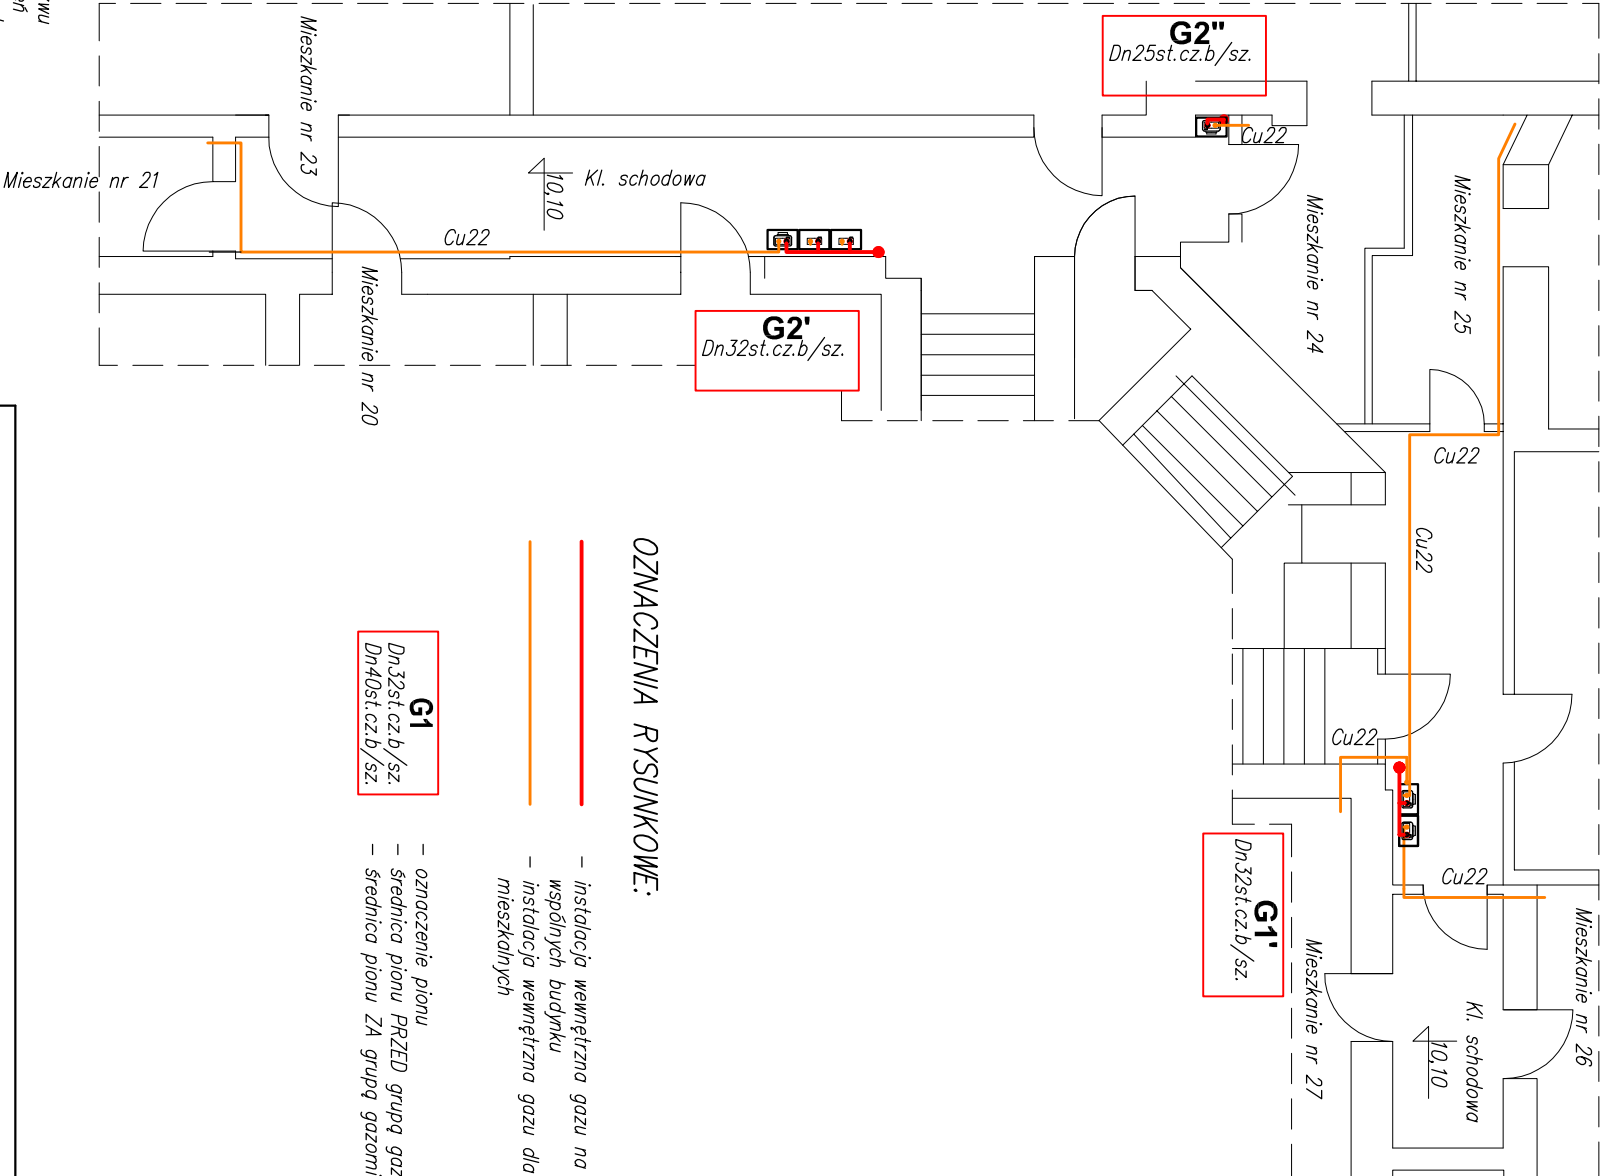 G2"
Dn25st.cz.b/sz.
Cu22
Mieszkanie nr 23
Mieszkanie nr 21
Kl. schodowa
10,10
Cu22
Mieszkanie nr 20
G2'
Dn32st.cz.b/sz.
Mieszkanie nr 24
Mieszkanie nr 25
Cu22
Cu22
Cu22
G1'
Dn32st.cz.b/sz.
Cu22
Mieszkanie nr 27
Mieszkanie nr 26
Kl. schodowa
10,10
OZNACZENIA RYSUNKOWE:
- instalacja wewnętrzna gazu na
wspólnych budynku
- instalacja wewnętrzna gazu dla
mieszkalnych
G1
Dn32st.cz.b/sz.
Dn40st.cz.b/sz.
- oznaczenie pionu
- średnica pionu PRZED grupą gaz
- średnica pionu ZA grupą gazomi